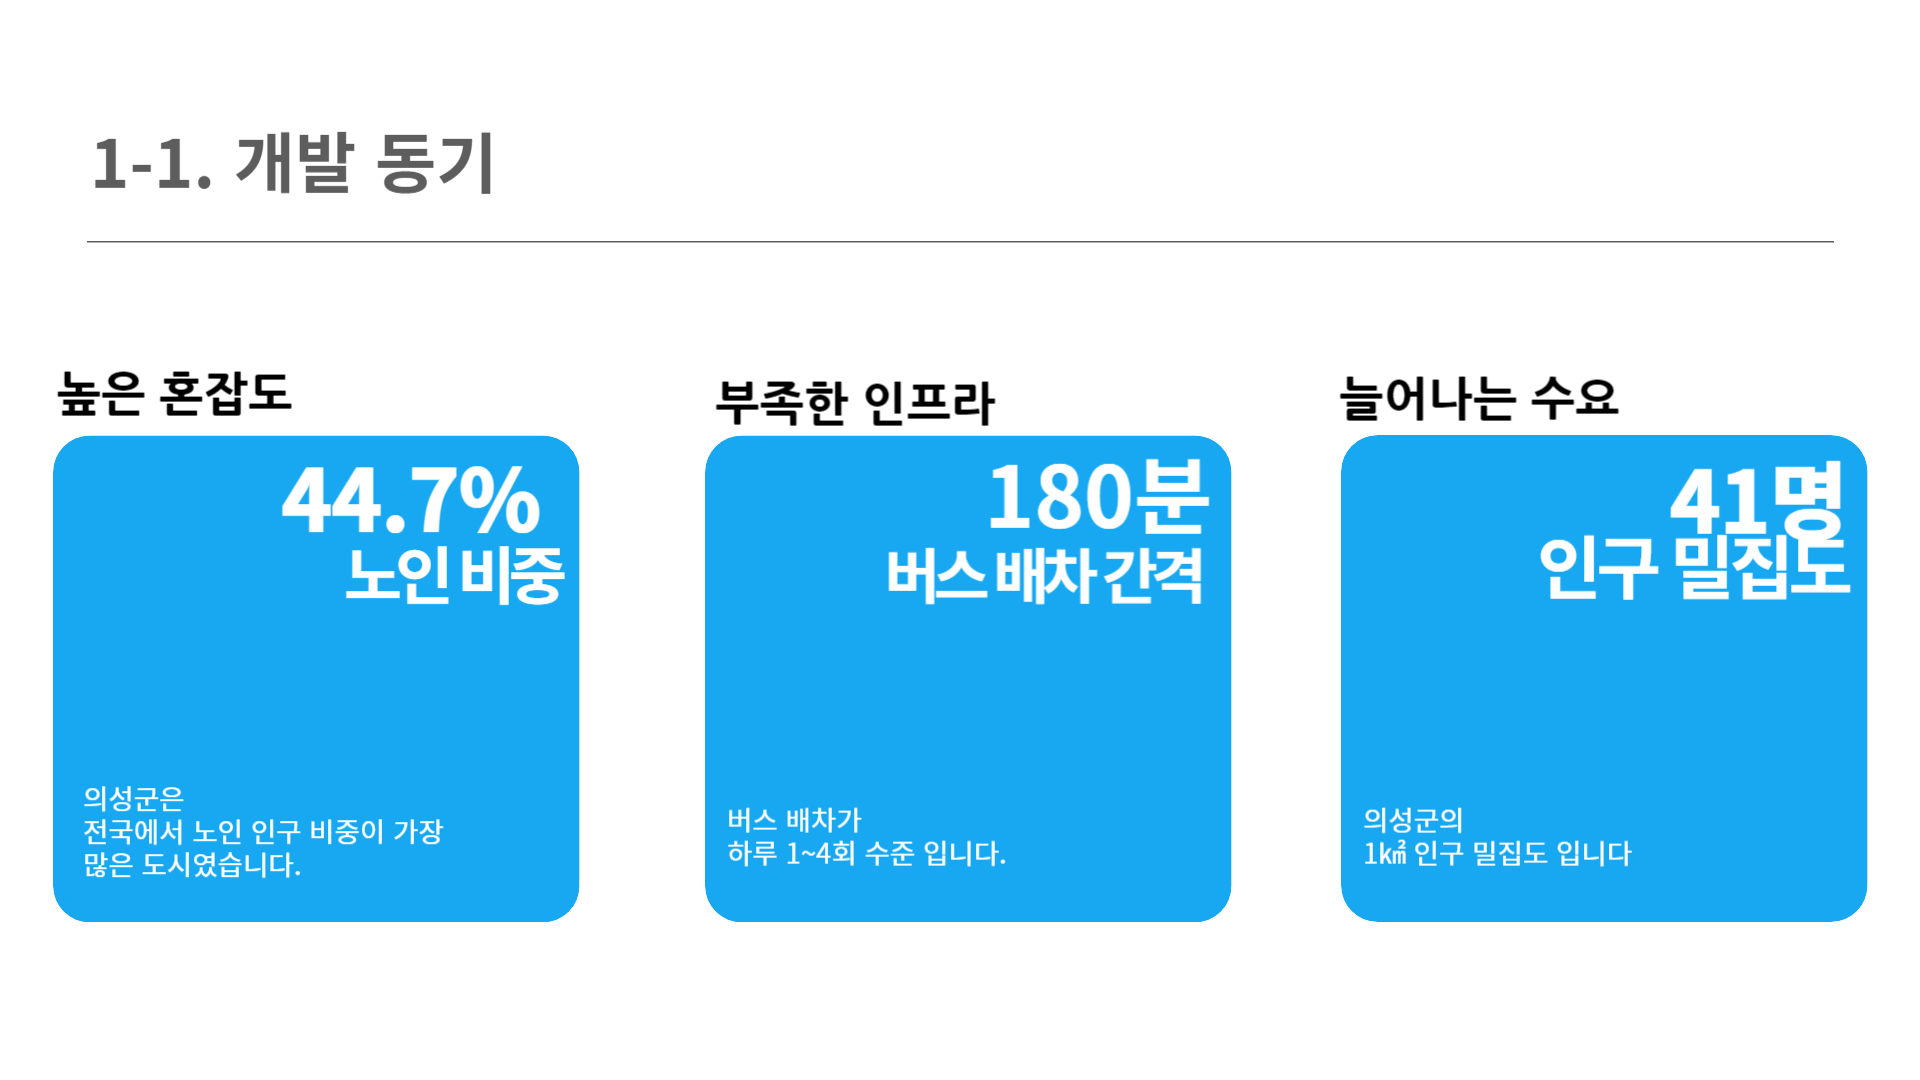 1-1. 개발 동기
높은 혼잡도
44.7%
노인 비중
의성군은
전국에서 노인 인구 비중이 가장
많은 도시였습니다.
부족한 인프라
180분
버스 배차 간격
버스 배차가
하루 1~4회 수준 입니다.
늘어나는 수요
41명
인구 밀집도
의성군의
1㎢ 인구 밀집도 입니다